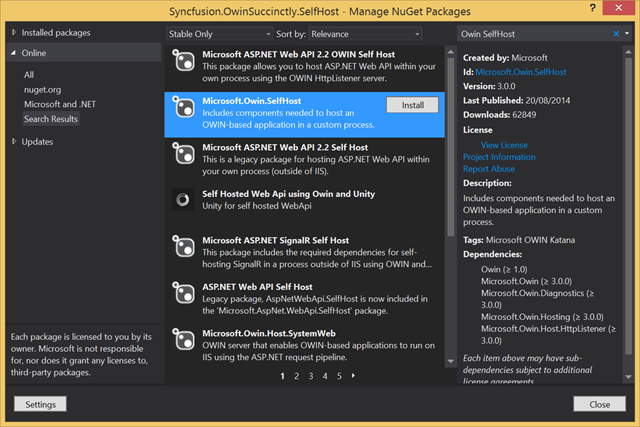 Syncfusion.OwinSuccinctly.SelfHost - Manage NuGet Packages
?
Installed packages
Online
All
nuget.org
Microsoft and .NET
Search Results
Updates
Each package is licensed to you by its
owner. Microsoft is not responsible
for, nor does it grant any licenses to,
third-party packages.
Stable Only
Sort by: Relevance
Microsoft ASP.NET Web API 2.2 OWIN Self Host
This package allows you to host ASP.NET Web API within your
own process using the OWIN HttpListener server.
Microsoft.Owin.SelfHost
Includes components needed to host an
OWIN-based application in a custom process.
Install
Microsoft ASP.NET Web API 2.2 Self Host
This is a legacy package for hosting ASP.NET Web API within
your own process (outside of IIS).
Self Hosted Web Api using Owin and Unity
Unity for self hosted WebApi
Microsoft ASP.NET SignalR Self Host
This package includes the required dependencies for self-
hosting SignalR in a process outside of IIS using OWIN and...
ASP.NET Web API Self Host
Legacy package, AspNetWebApi.SelfHost is now included in
the 'Microsoft.AspNet.WebApi.SelfHost' package.
Microsoft.Owin.Host.SystemWeb
OWIN server that enables OWIN-based applications to run on
IIS using the ASP.NET request pipeline.
1 2 3 4 5
Owin SelfHost
Created by: Microsoft
Id: Microsoft.Owin.SelfHost
Version: 3.0.0
Last Published: 20/08/2014
Downloads: 62849
License
View License
Project Information
Report Abuse
Description:
Includes components needed to host an
OWIN-based application in a custom
process.
Tags: Microsoft OWIN Katana
Dependencies:
Owin (≥ 1.0)
Microsoft.Owin (≥ 3.0.0)
Microsoft.Owin.Diagnostics (≥
3.0.0)
Microsoft.Owin.Hosting (≥ 3.0.0)
Microsoft.Owin.Host.HttpListener (≥
3.0.0)
Each item above may have sub-
dependencies subject to additional
license agreements.
Settings
Close